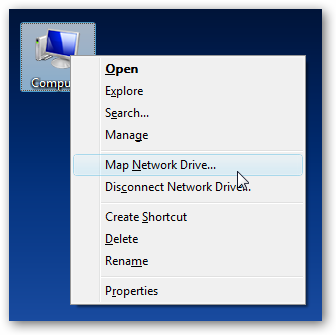 Compu
Open
Explore
Search...
Manage
Map Network Drive...
Disconnect Network Drive..
Create Shortcut
Delete
Rename
Properties